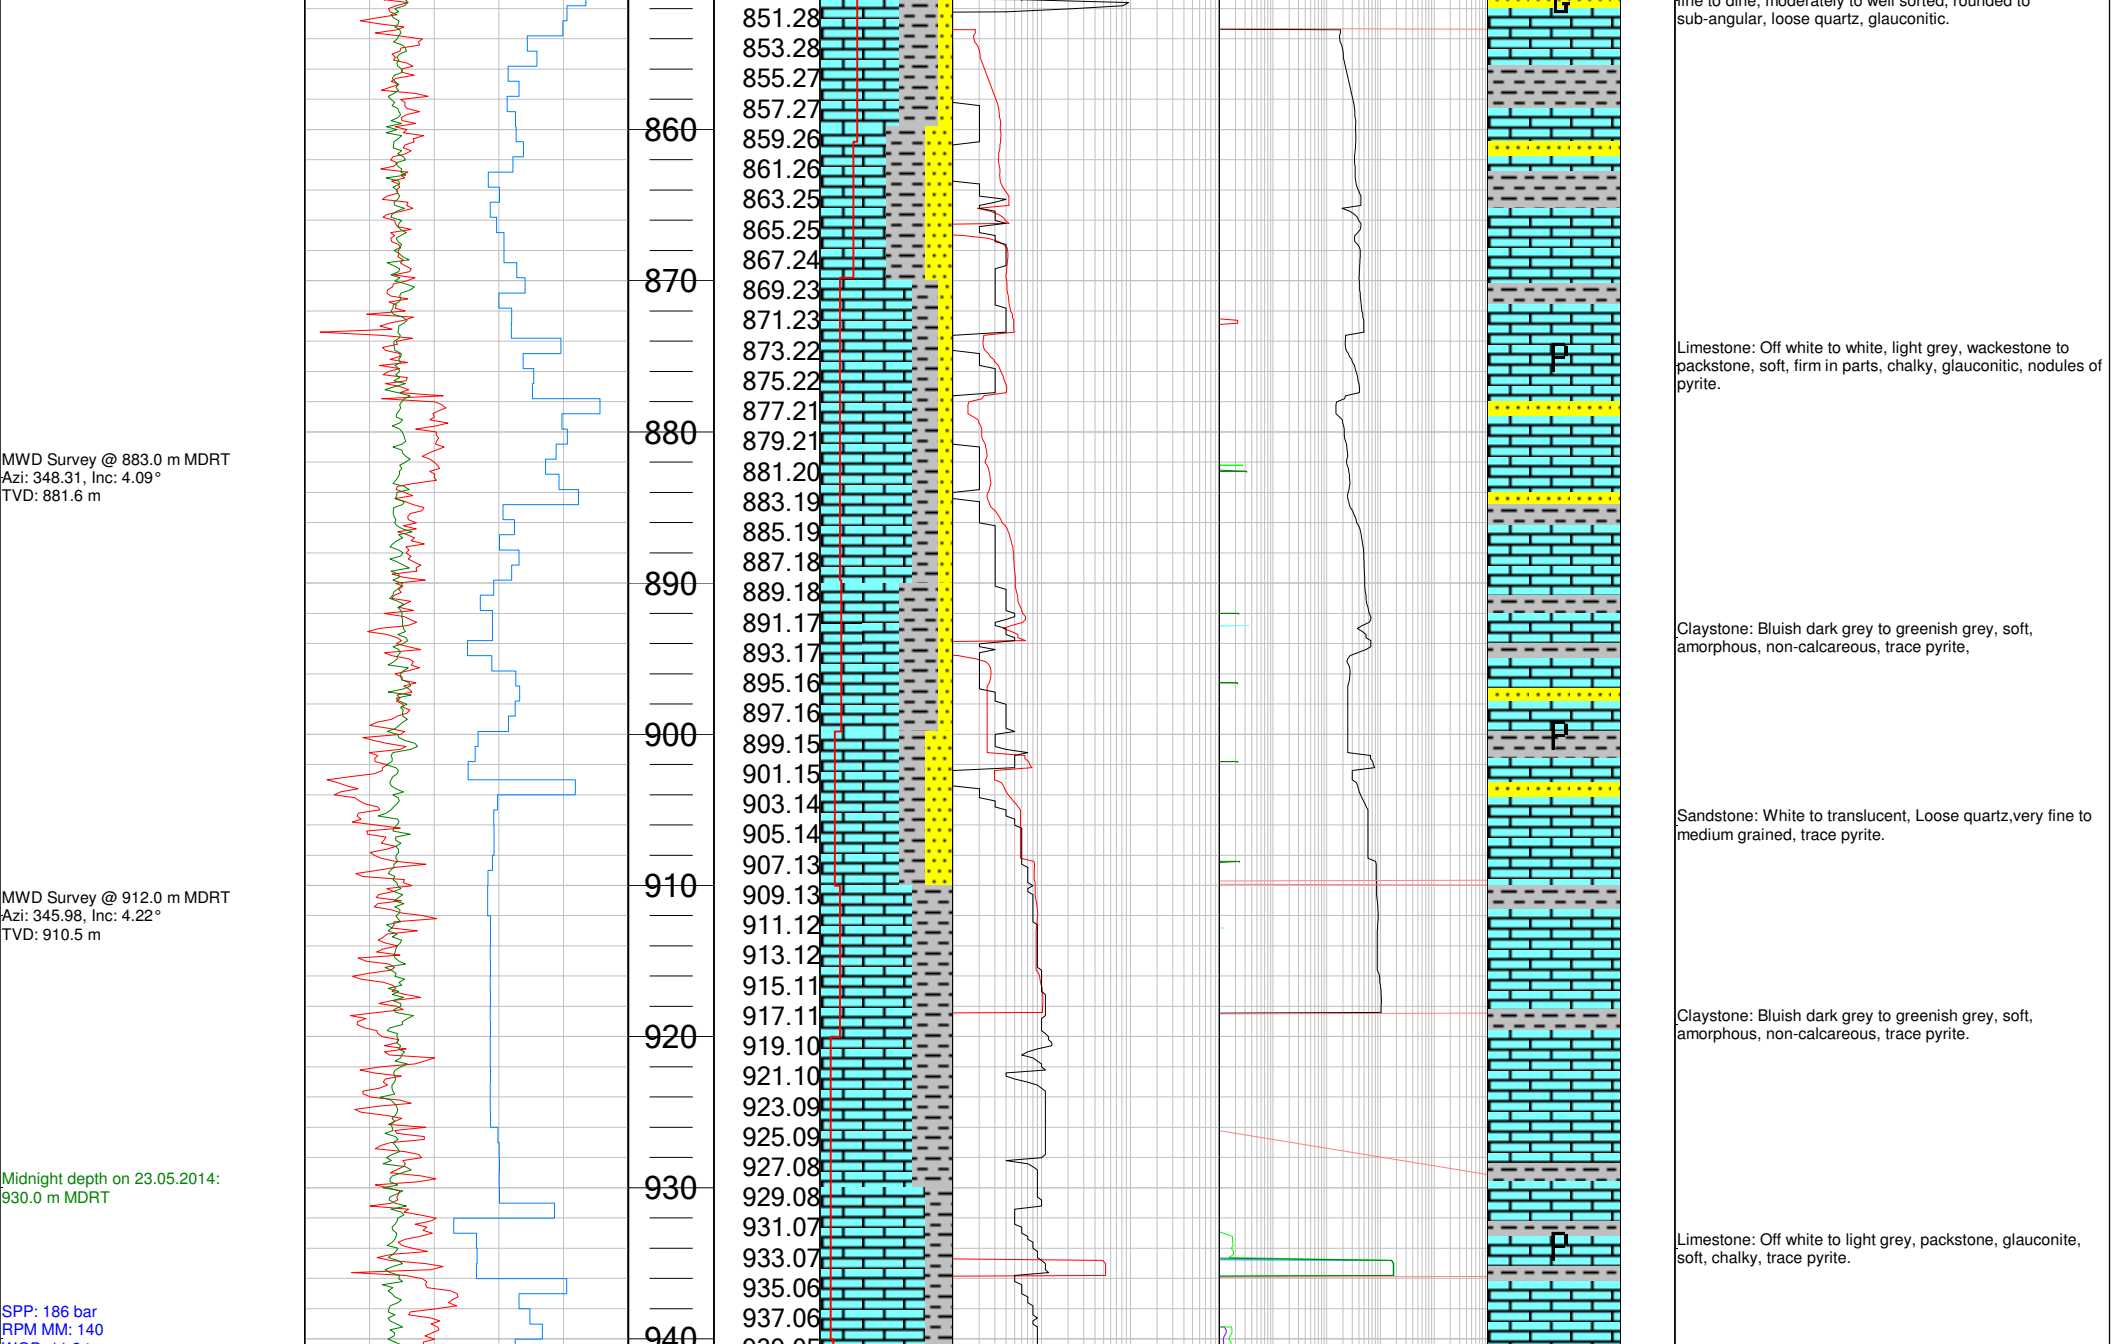 fine to dine, moderately to well sorted, rounded to
sub-angular, loose quartz, glauconitic.
MWD Survey @ 883.0 m MDRT
Azi: 348.31, Inc: 4.09°
TVD: 881.6 m
MWD Survey @ 912.0 m MDRT
Azi: 345.98, Inc: 4.22°
TVD: 910.5 m
Midnight depth on 23.05.2014:
930.0 m MDRT
SPP: 186 bar
RPM MM: 140
860
870
880
890
900
910
920
930
940
851.28
853.28
855.27
857.27
859.26
861.26
863.25
865.25
867.24
869.23
871.23
873.22
875.22
877.21
879.21
881.20
883.19
885.19
887.18
889.18
891.17
893.17
895.16
897.16
899.15
901.15
903.14
905.14
907.13
909.13
911.12
913.12
915.11
917.11
919.10
921.10
923.09
925.09
927.08
929.08
931.07
933.07
935.06
937.06
939.05
G
P
P
P
Limestone: Off white to white, light grey, wackestone to
packstone, soft, firm in parts, chalky, glauconitic, nodules of
pyrite.
Claystone: Bluish dark grey to greenish grey, soft,
amorphous, non-calcareous, trace pyrite,
Sandstone: White to translucent, Loose quartz,very fine to
medium grained, trace pyrite.
Claystone: Bluish dark grey to greenish grey, soft,
amorphous, non-calcareous, trace pyrite.
Limestone: Off white to light grey, packstone, glauconite,
soft, chalky, trace pyrite.